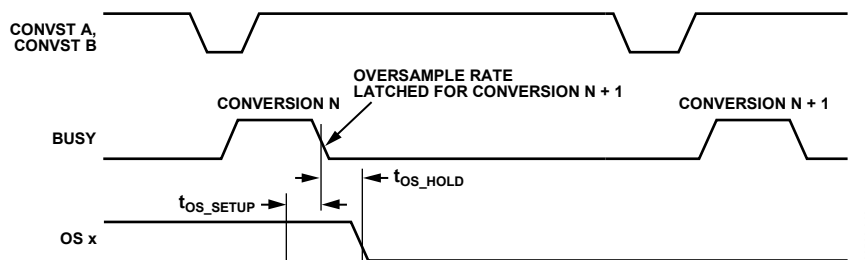 CONVST A,
CONVST B
OVERSAMPLE RATE
LATCHED FOR CONVERSION N + 1
CONVERSION N
CONVERSION N + 1
BUSY
tOS_HOLD
tOS_SETUP
OS x